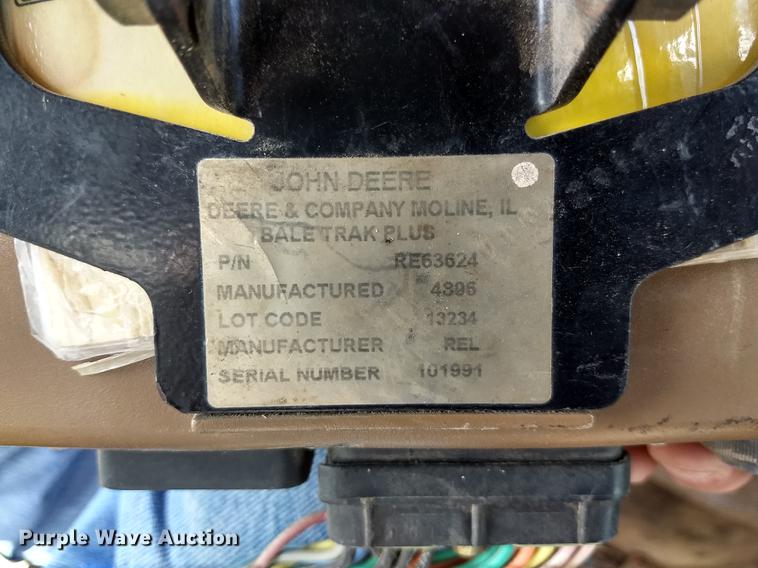 JOHN DEERE
DEERE & COMPANY MOLINE, IL
BALE TRAK PLUS
P/N RE63624
MANUFACTURED 4896
LOT CODE 13234
MANUFACTURER REL
SERIAL NUMBER 101991
Purple Wave Auction